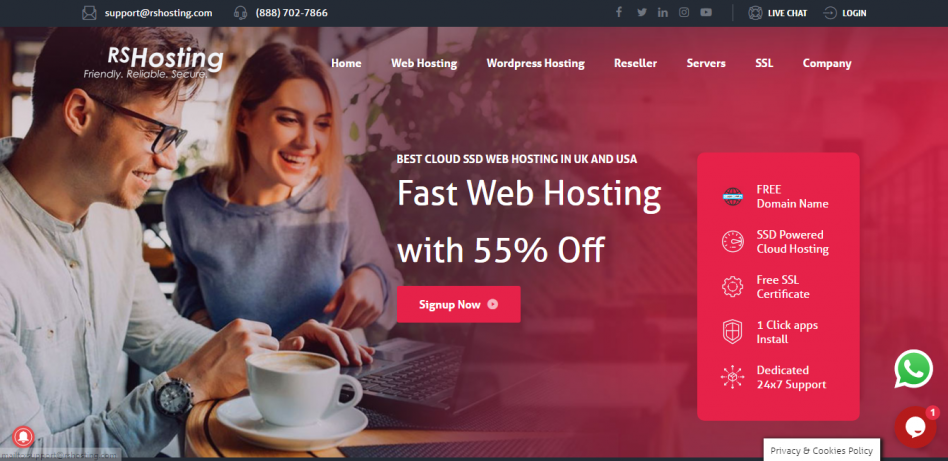 support@rshosting.com
(888) 702-7866
LIVE CHAT
LOGIN
RSHosting
Friendly. Reliable. Secure.
Home
Web Hosting
Wordpress Hosting
Reseller
Servers
SSL
Company
BEST CLOUD SSD WEB HOSTING IN UK AND USA
Fast Web Hosting
with 55% Off
Signup Now
FREE
Domain Name
SSD Powered
Cloud Hosting
Free SSL
Certificate
1 Click apps
Install
Dedicated
24x7 Support
1
Privacy & Cookies Policy